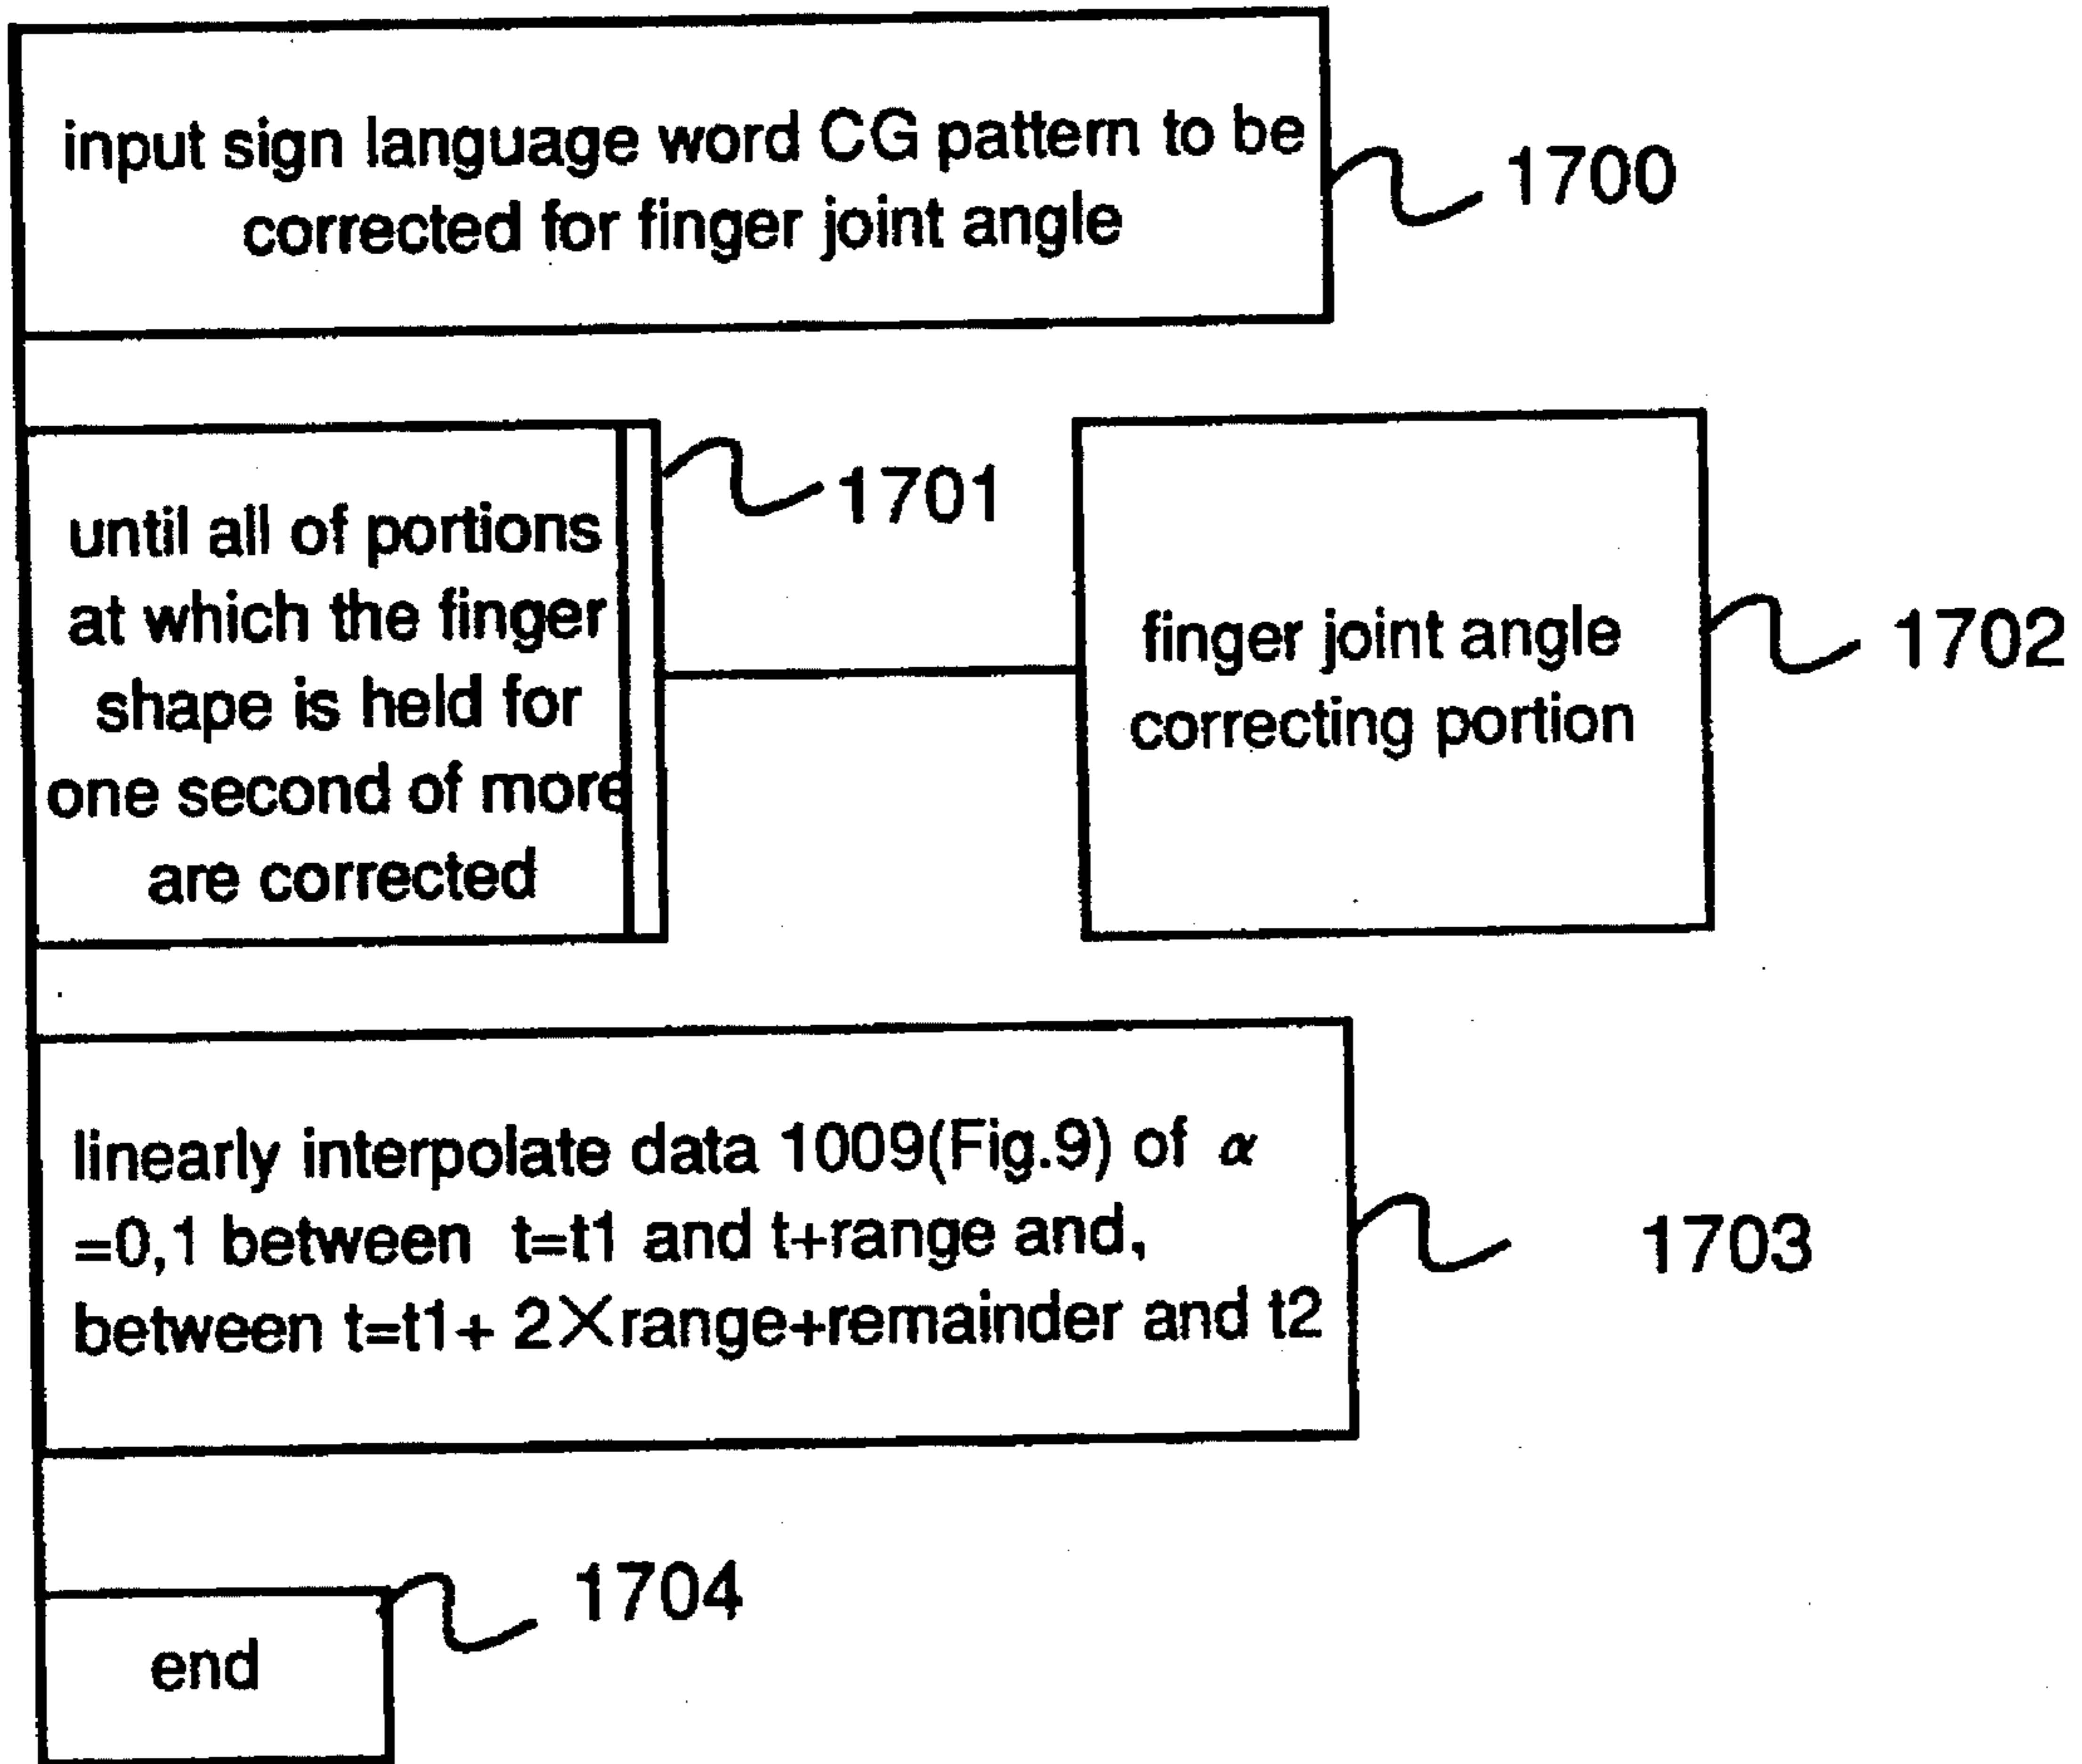 input sign language word CG pattern to be
corrected for finger joint angle
1700
until all of portions
at which the finger
shape is held for
one second of more
are corrected
1701
finger joint angle
correcting portion
1702
linearly interpolate data 1009(Fig.9) of α
=0,1 between t=t1 and t+range and,
between t=t1+ 2×range+remainder and t2
1703
end
1704